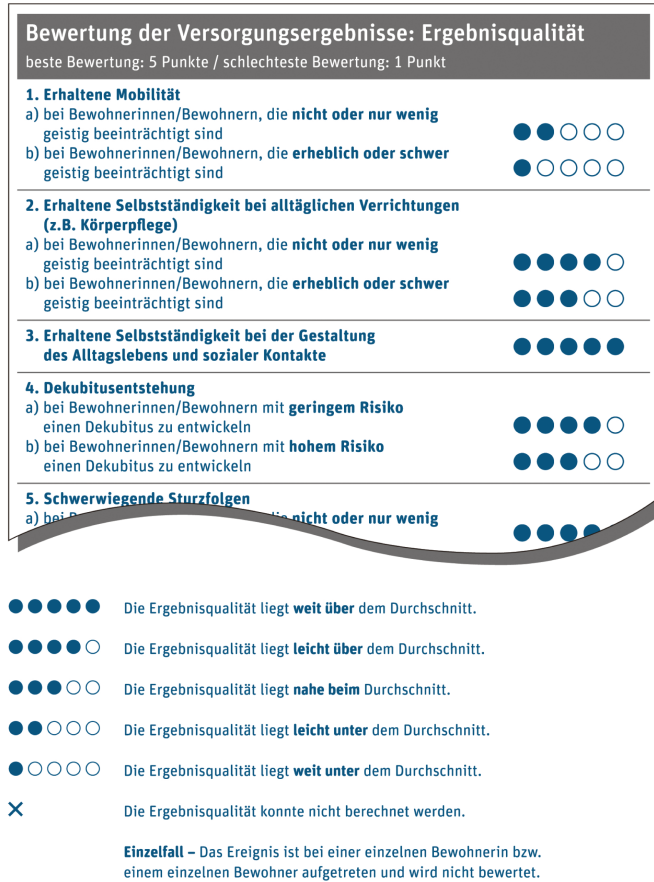 Bewertung der Versorgungsergebnisse: Ergebnisqualität
beste Bewertung: 5 Punkte / schlechteste Bewertung: 1 Punkt
1. Erhaltene Mobilität
a) bei Bewohnerinnen/Bewohnern, die nicht oder nur wenig
geistig beeinträchtigt sind
b) bei Bewohnerinnen/Bewohnern, die erheblich oder schwer
geistig beeinträchtigt sind
2. Erhaltene Selbstständigkeit bei alltäglichen Verrichtungen
(z.B. Körperpflege)
a) bei Bewohnerinnen/Bewohnern, die nicht oder nur wenig
geistig beeinträchtigt sind
b) bei Bewohnerinnen/Bewohnern, die erheblich oder schwer
geistig beeinträchtigt sind
3. Erhaltene Selbstständigkeit bei der Gestaltung
des Alltagslebens und sozialer Kontakte
4. Dekubitusentstehung
a) bei Bewohnerinnen/Bewohnern mit geringem Risiko
einen Dekubitus zu entwickeln
b) bei Bewohnerinnen/Bewohnern mit hohem Risiko
einen Dekubitus zu entwickeln
5. Schwerwiegende Sturzfolgen
a) bei nicht oder nur wenig
Die Ergebnisqualität liegt weit über dem Durchschnitt.
Die Ergebnisqualität liegt leicht über dem Durchschnitt.
Die Ergebnisqualität liegt nahe beim Durchschnitt.
Die Ergebnisqualität liegt leicht unter dem Durchschnitt.
Die Ergebnisqualität liegt weit unter dem Durchschnitt.
Die Ergebnisqualität konnte nicht berechnet werden.
Einzelfall – Das Ereignis ist bei einer einzelnen Bewohnerin bzw.
einem einzelnen Bewohner aufgetreten und wird nicht bewertet.